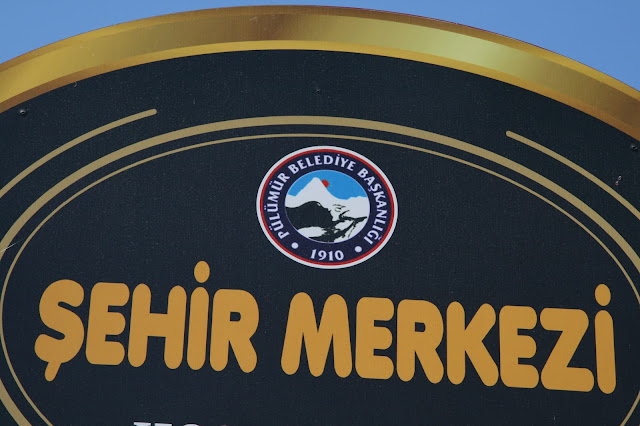 PÜLÜMÜR BELEDİYE BAŞKANLIĞI
• 1910 •
ŞEHİR MERKEZİ